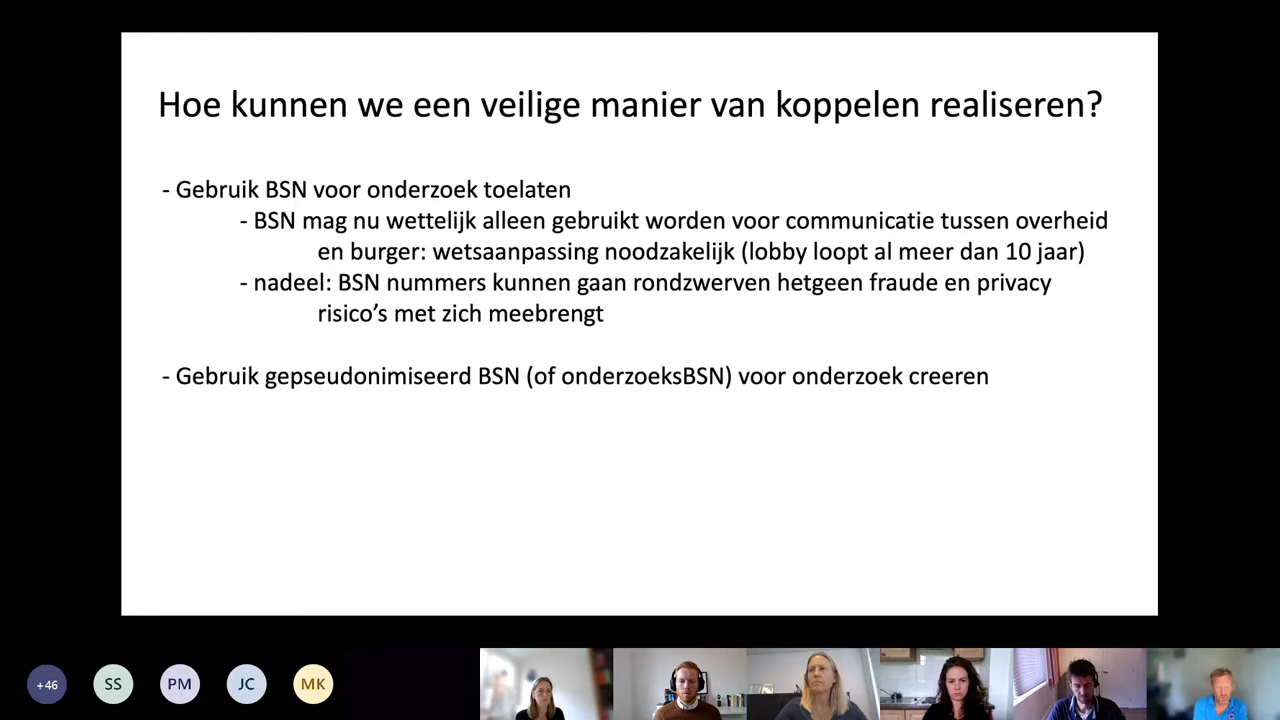 Hoe kunnen we een veilige manier van koppelen realiseren?
- Gebruik BSN voor onderzoek toelaten
- BSN mag nu wettelijk alleen gebruikt worden voor communicatie tussen overheid
en burger: wetsaanpassing noodzakelijk (lobby loopt al meer dan 10 jaar)
- nadeel: BSN nummers kunnen gaan rondzwerven hetgeen fraude en privacy
risico’s met zich meebrengt
- Gebruik gepseudonimiseerd BSN (of onderzoeksBSN) voor onderzoek creeren
+46 SS PM JC MK